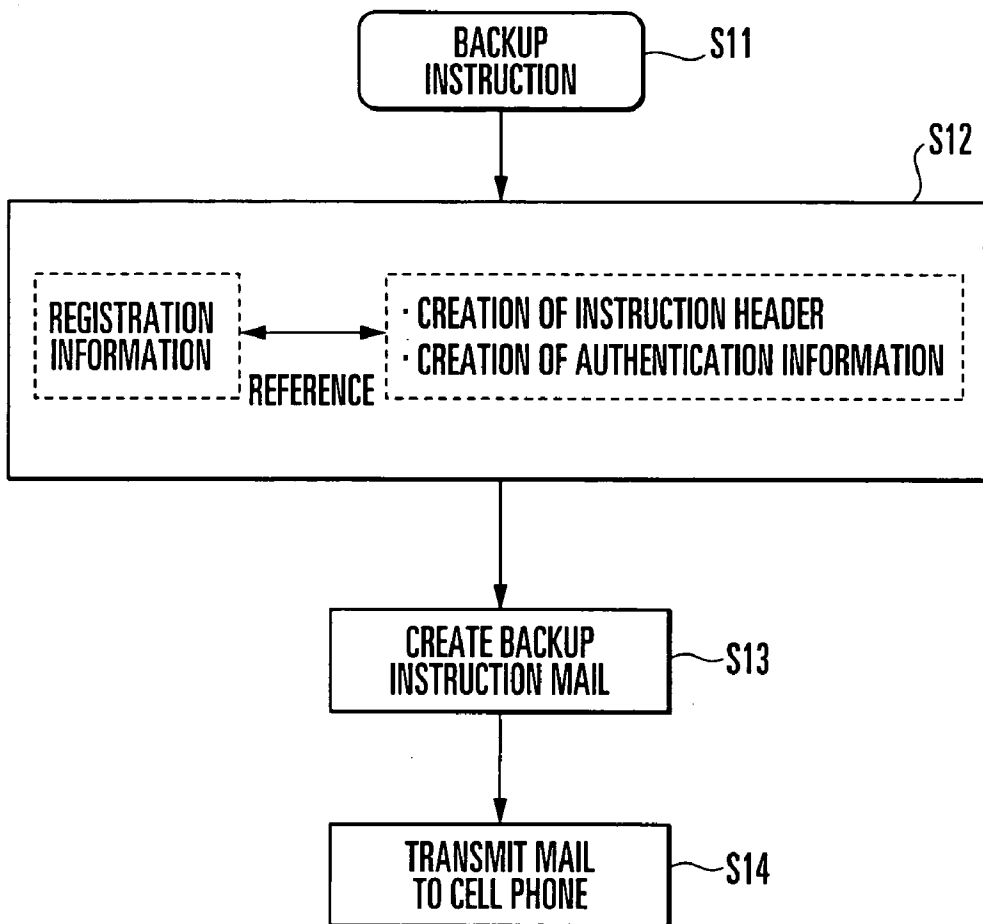 BACKUP
INSTRUCTION
S11
S12
REGISTRATION
INFORMATION
REFERENCE
· CREATION OF INSTRUCTION HEADER
· CREATION OF AUTHENTICATION INFORMATION
CREATE BACKUP
INSTRUCTION MAIL
S13
TRANSMIT MAIL
TO CELL PHONE
S14